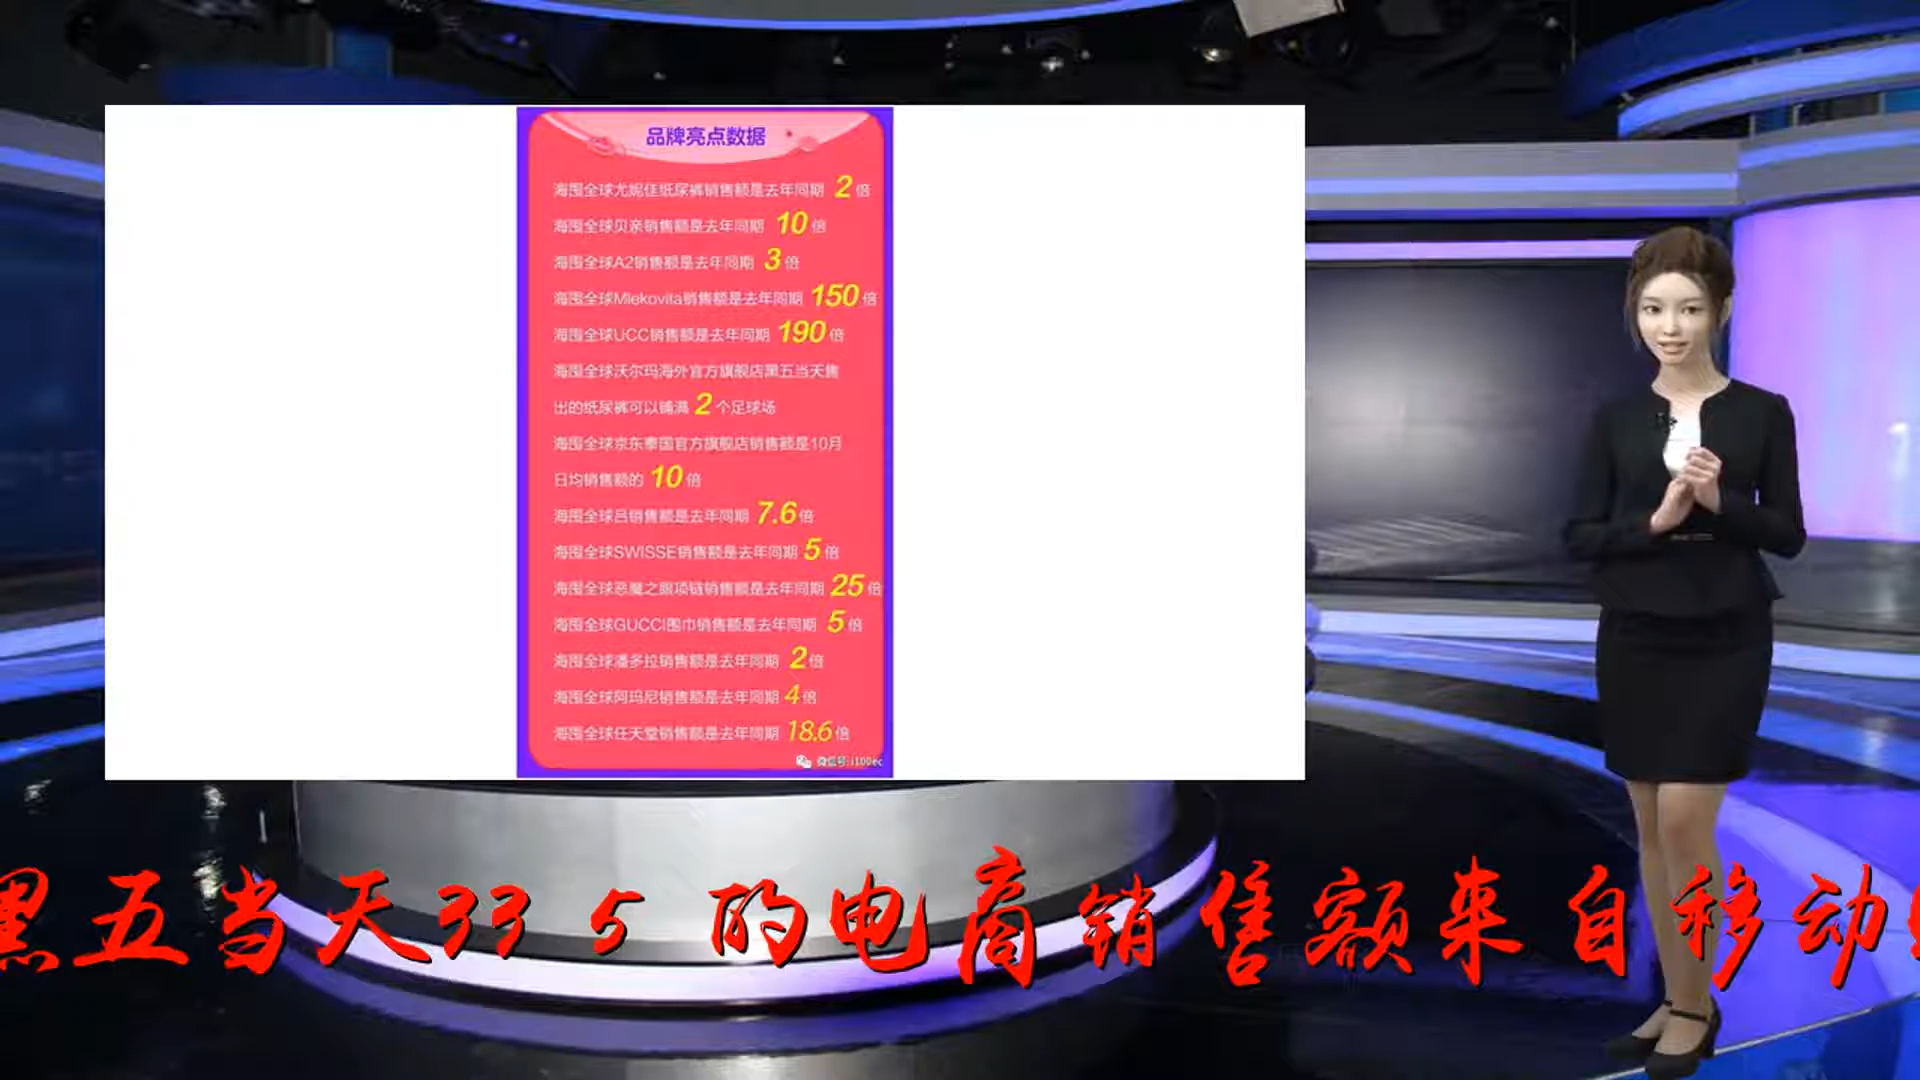 品牌亮点数据
海囤全球尤妮佳纸尿裤销售额是去年同期 2 倍
海囤全球贝亲销售额是去年同期 10 倍
海囤全球A2销售额是去年同期 3 倍
海囤全球Mlekovita销售额是去年同期 150 倍
海囤全球UCC销售额是去年同期 190 倍
海囤全球沃尔玛海外官方旗舰店黑五当天售
出的纸尿裤可以铺满 2 个足球场
海囤全球京东泰国官方旗舰店销售额是10月
日均销售额的 10 倍
海囤全球吕销售额是去年同期 7.6 倍
海囤全球SWISSE销售额是去年同期 5 倍
海囤全球恶魔之眼项链销售额是去年同期 25 倍
海囤全球GUCCI围巾销售额是去年同期 5 倍
海囤全球潘多拉销售额是去年同期 2 倍
海囤全球阿玛尼销售额是去年同期 4 倍
海囤全球任天堂销售额是去年同期 18.6 倍
微信号: i100ec
黑五当天33 5 的电商销售额来自移动